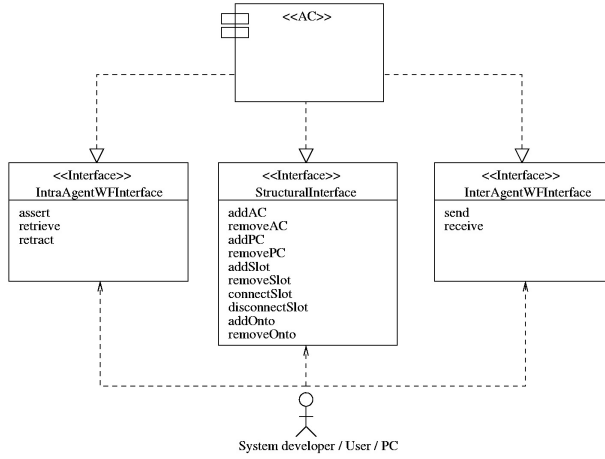 <<AC>>
<<Interface>>
IntraAgentWFInterface
assert
retrieve
retract
<<Interface>>
StructuralInterface
addAC
removeAC
addPC
removePC
addSlot
removeSlot
connectSlot
disconnectSlot
addOnto
removeOnto
<<Interface>>
InterAgentWFInterface
send
receive
System developer / User / PC